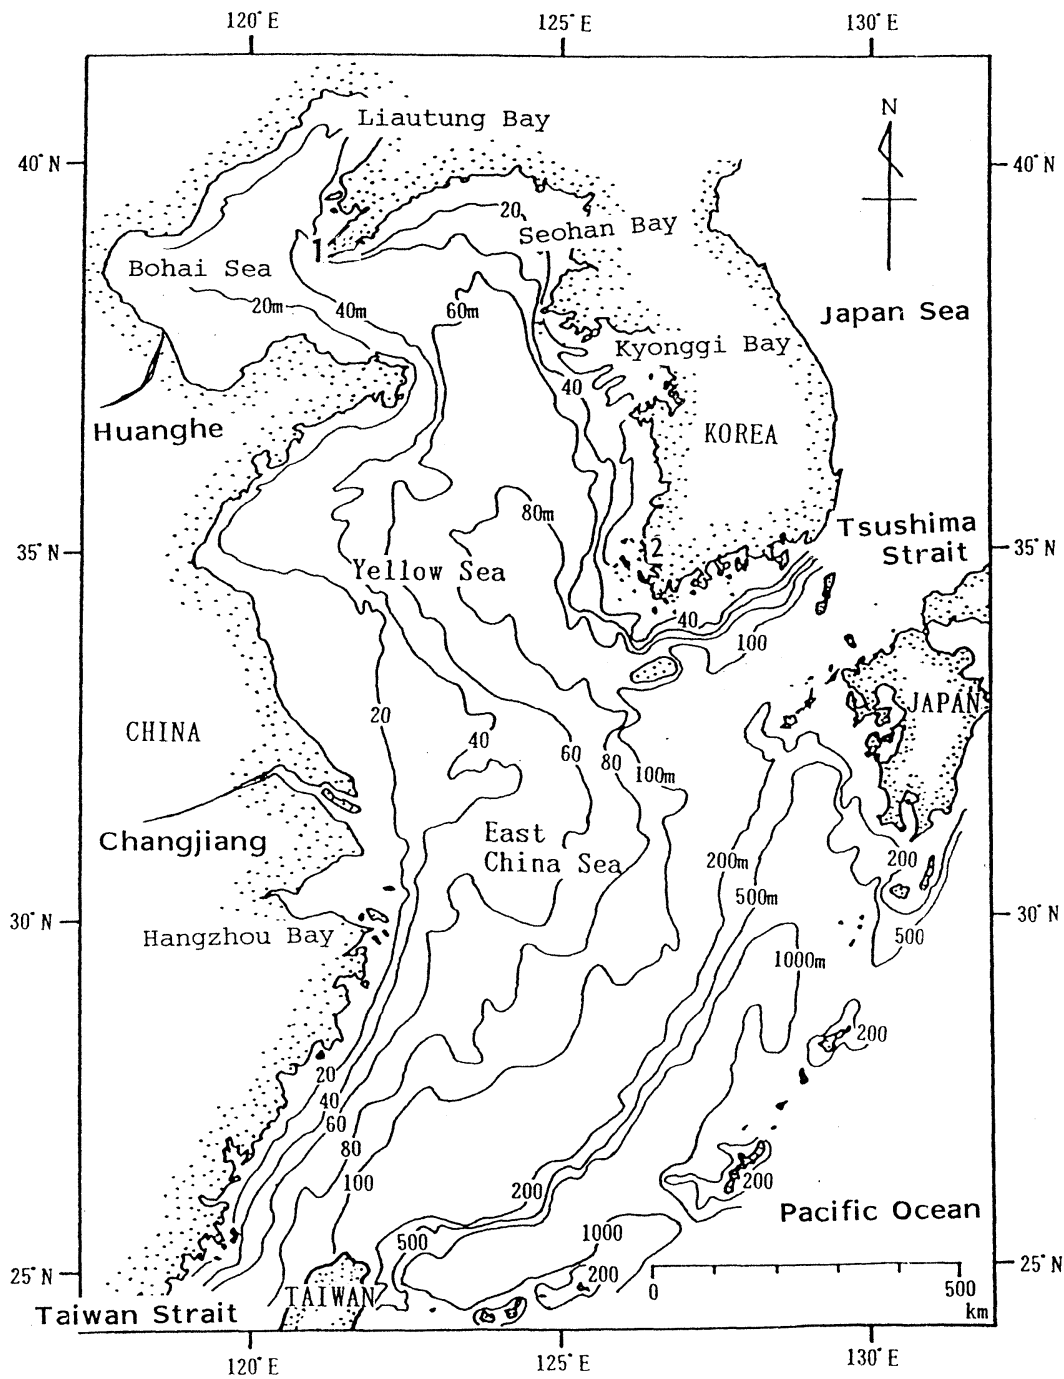 120° E
125° E
130° E
Liautung Bay
N
40° N
40° N
20
Seohan Bay
1
Bohai Sea
20m
40m
60m
Japan Sea
Kyonggi Bay
40
Huanghe
KOREA
80m
Tsushima
Strait
35° N
2
35° N
Yellow Sea
40
100
JAPAN
CHINA
20
40
60
80
100m
Changjiang
East
China Sea
200m
200
500m
30° N
30° N
Hangzhou Bay
500
1000m
200
20
40
60
80
100
200
200
Pacific Ocean
500
1000
25° N
200
25° N
TAIWAN
0
500
km
Taiwan Strait
120° E
125° E
130° E